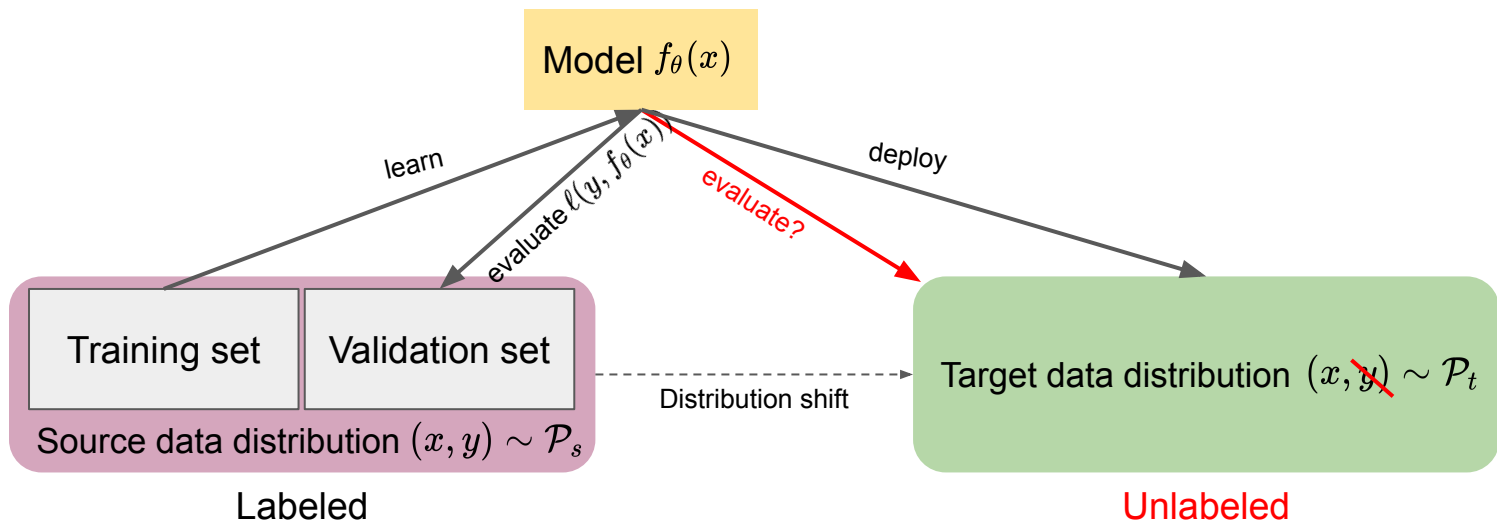 Model $f_\theta(x)$
learn
evaluate $\ell(y, f_\theta(x))$
evaluate?
deploy
Training set
Validation set
Source data distribution $(x, y) \sim \mathcal{P}_s$
Distribution shift
Target data distribution $(x, y) \sim \mathcal{P}_t$
Labeled
Unlabeled